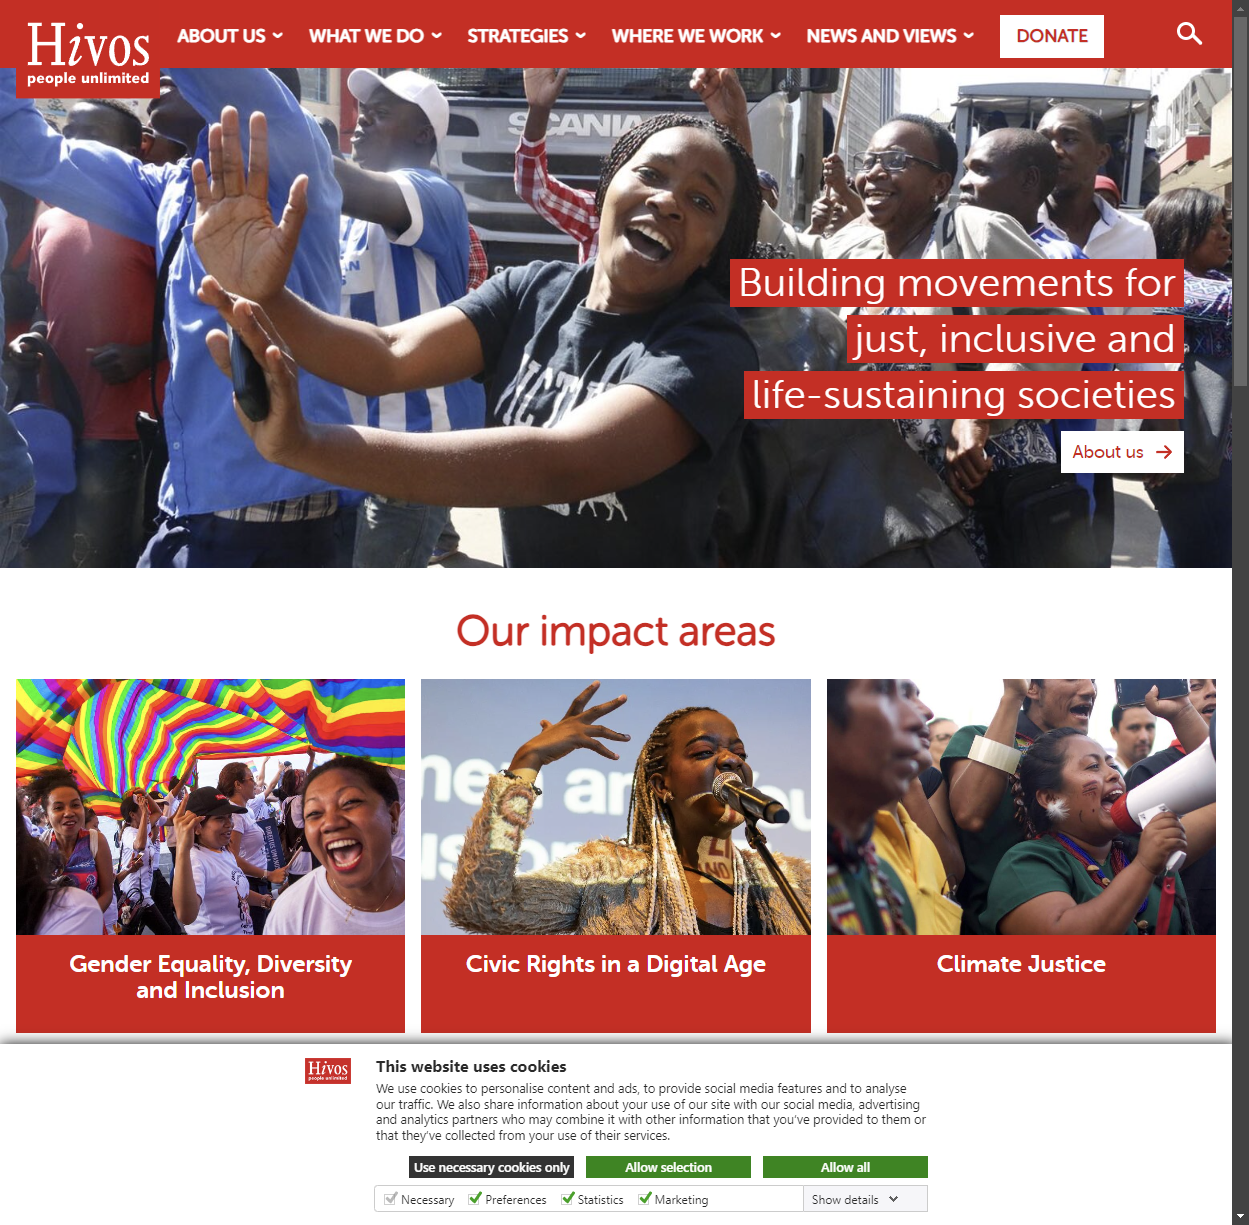 Hivos
people unlimited
ABOUT US
WHAT WE DO
STRATEGIES
WHERE WE WORK
NEWS AND VIEWS
DONATE
SCANIA
Building movements for
just, inclusive and
life-sustaining societies
About us
Our impact areas
Gender Equality, Diversity
and Inclusion
Civic Rights in a Digital Age
Climate Justice
Hivos
people unlimited
This website uses cookies
We use cookies to personalise content and ads, to provide social media features and to analyse
our traffic. We also share information about your use of our site with our social media, advertising
and analytics partners who may combine it with other information that you've provided to them or
that they've collected from your use of their services.
Use necessary cookies only
Allow selection
Allow all
Necessary
Preferences
Statistics
Marketing
Show details